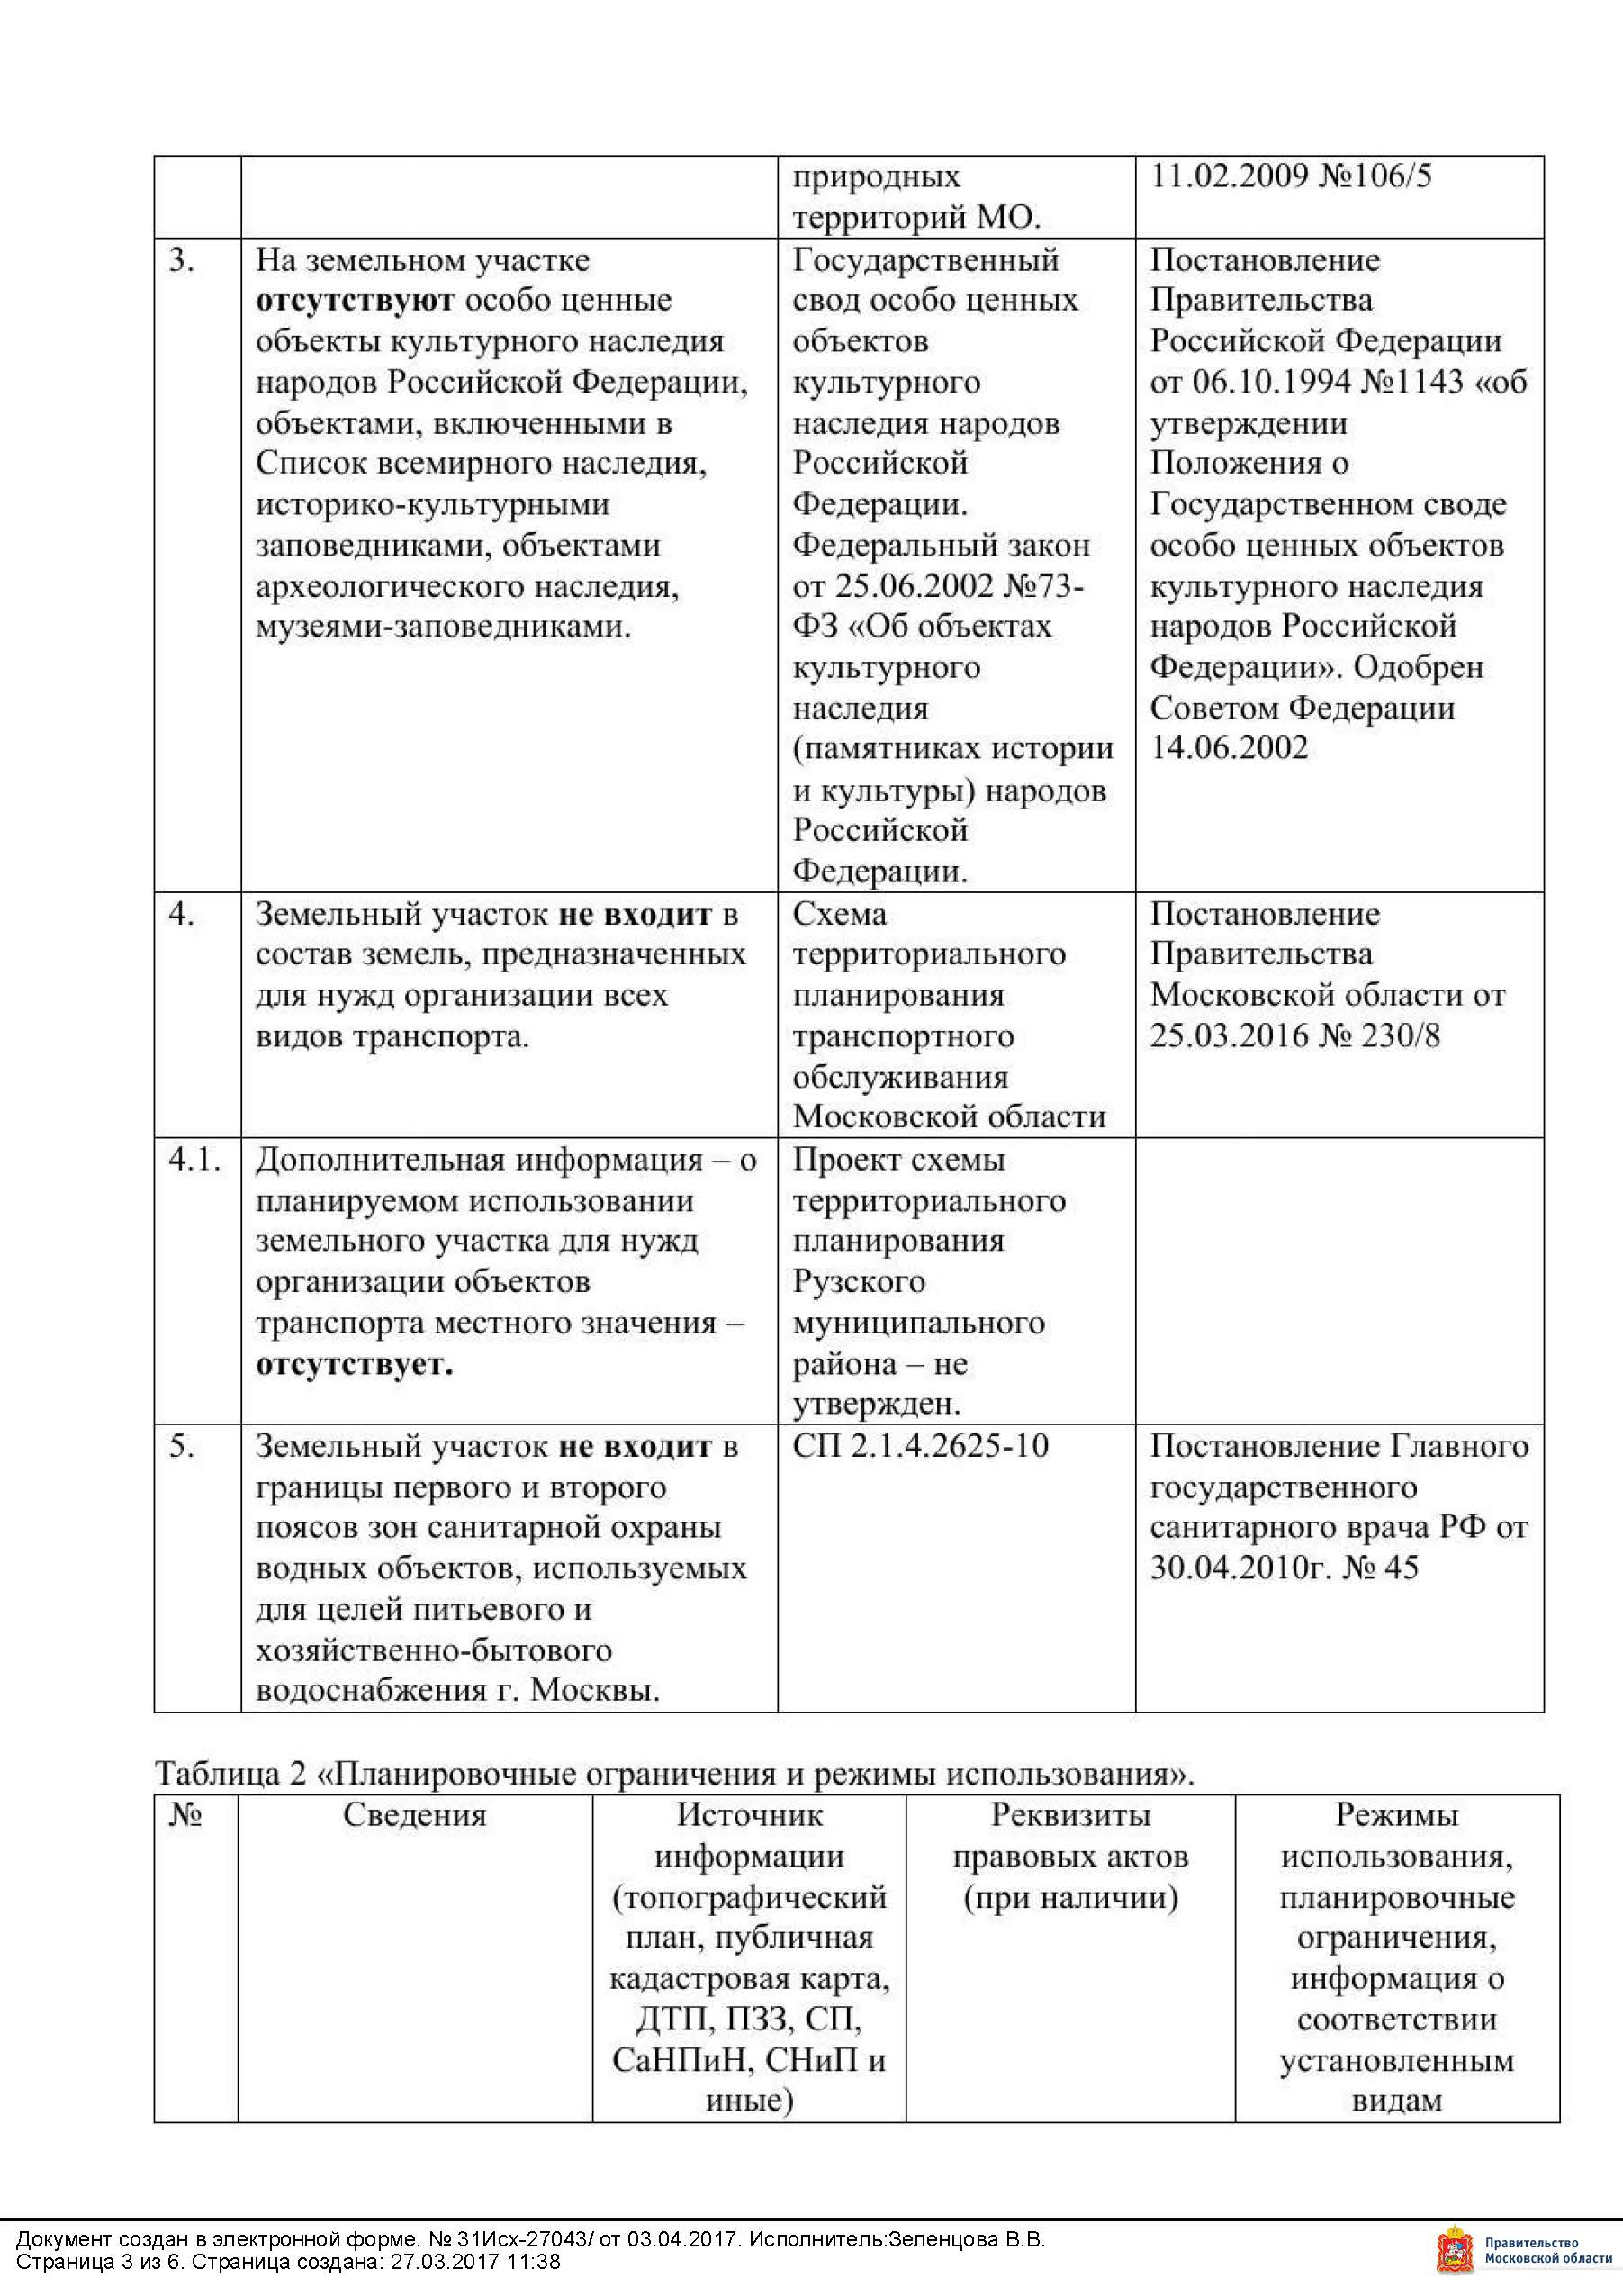 природных
территорий МО.
11.02.2009 №106/5
3.
На земельном участке
отсутствуют особо ценные
объекты культурного наследия
народов Российской Федерации,
объектами, включенными в
Список всемирного наследия,
историко-культурными
заповедниками, объектами
археологического наследия,
музеями-заповедниками.
Государственный
свод особо ценных
объектов
культурного
наследия народов
Российской
Федерации.
Федеральный закон
от 25.06.2002 №73-
ФЗ «Об объектах
культурного
наследия
(памятниках истории
и культуры) народов
Российской
Федерации.
Постановление
Правительства
Российской Федерации
от 06.10.1994 №1143 «об
утверждении
Положения о
Государственном своде
особо ценных объектов
культурного наследия
народов Российской
Федерации». Одобрен
Советом Федерации
14.06.2002
4.
Земельный участок не входит в
состав земель, предназначенных
для нужд организации всех
видов транспорта.
Схема
территориального
планирования
транспортного
обслуживания
Московской области
Постановление
Правительства
Московской области от
25.03.2016 № 230/8
4.1.
Дополнительная информация – о
планируемом использовании
земельного участка для нужд
организации объектов
транспорта местного значения –
отсутствует.
Проект схемы
территориального
планирования
Рузского
муниципального
района – не
утвержден.
5.
Земельный участок не входит в
границы первого и второго
поясов зон санитарной охраны
водных объектов, используемых
для целей питьевого и
хозяйственно-бытового
водоснабжения г. Москвы.
СП 2.1.4.2625-10
Постановление Главного
государственного
санитарного врача РФ от
30.04.2010г. № 45
Таблица 2 «Планировочные ограничения и режимы использования».
№
Сведения
Источник
информации
(топографический
план, публичная
кадастровая карта,
ДТП, ПЗЗ, СП,
СаНПиН, СНиП и
иные)
Реквизиты
правовых актов
(при наличии)
Режимы
использования,
планировочные
ограничения,
информация о
соответствии
установленным
видам
Документ создан в электронной форме. № 31Исх-27043/ от 03.04.2017. Исполнитель:Зеленцова В.В.
Страница 3 из 6. Страница создана: 27.03.2017 11:38
Правительство
Московской области